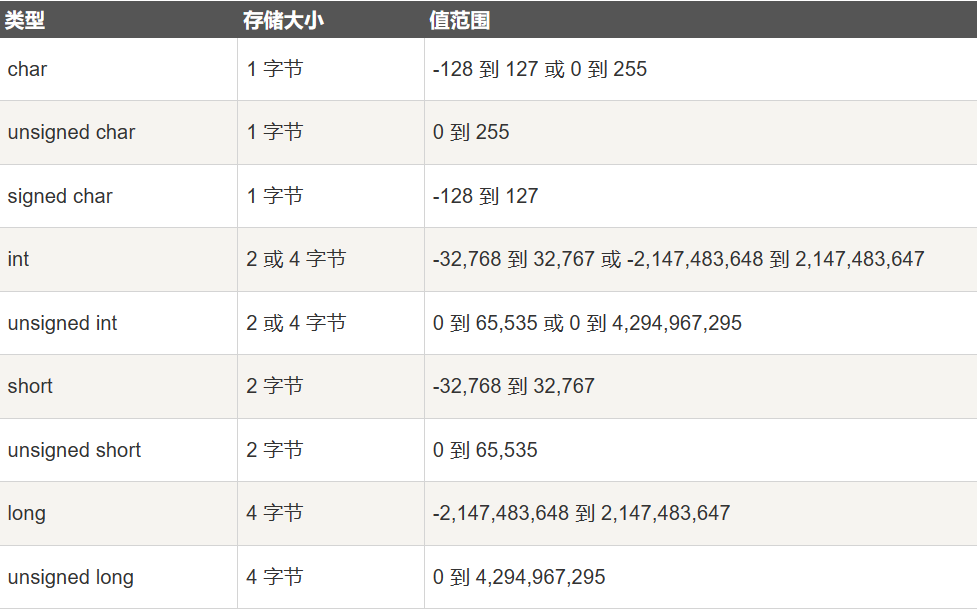 类型 存储大小 值范围
char 1 字节 -128 到 127 或 0 到 255
unsigned char 1 字节 0 到 255
signed char 1 字节 -128 到 127
int 2 或 4 字节 -32,768 到 32,767 或 -2,147,483,648 到 2,147,483,647
unsigned int 2 或 4 字节 0 到 65,535 或 0 到 4,294,967,295
short 2 字节 -32,768 到 32,767
unsigned short 2 字节 0 到 65,535
long 4 字节 -2,147,483,648 到 2,147,483,647
unsigned long 4 字节 0 到 4,294,967,295